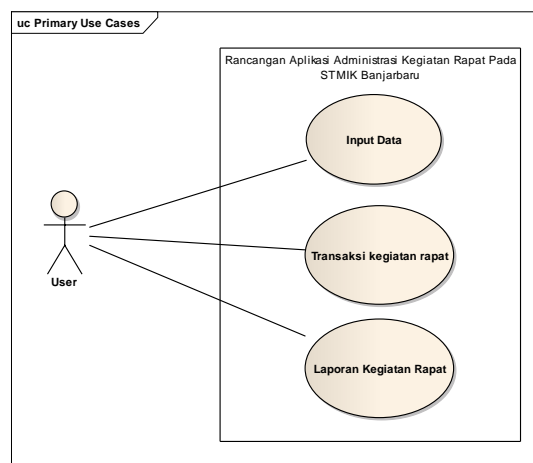 uc Primary Use Cases
Rancangan Aplikasi Administrasi Kegiatan Rapat Pada
STMIK Banjarbaru
Input Data
Transaksi kegiatan rapat
User
Laporan Kegiatan Rapat